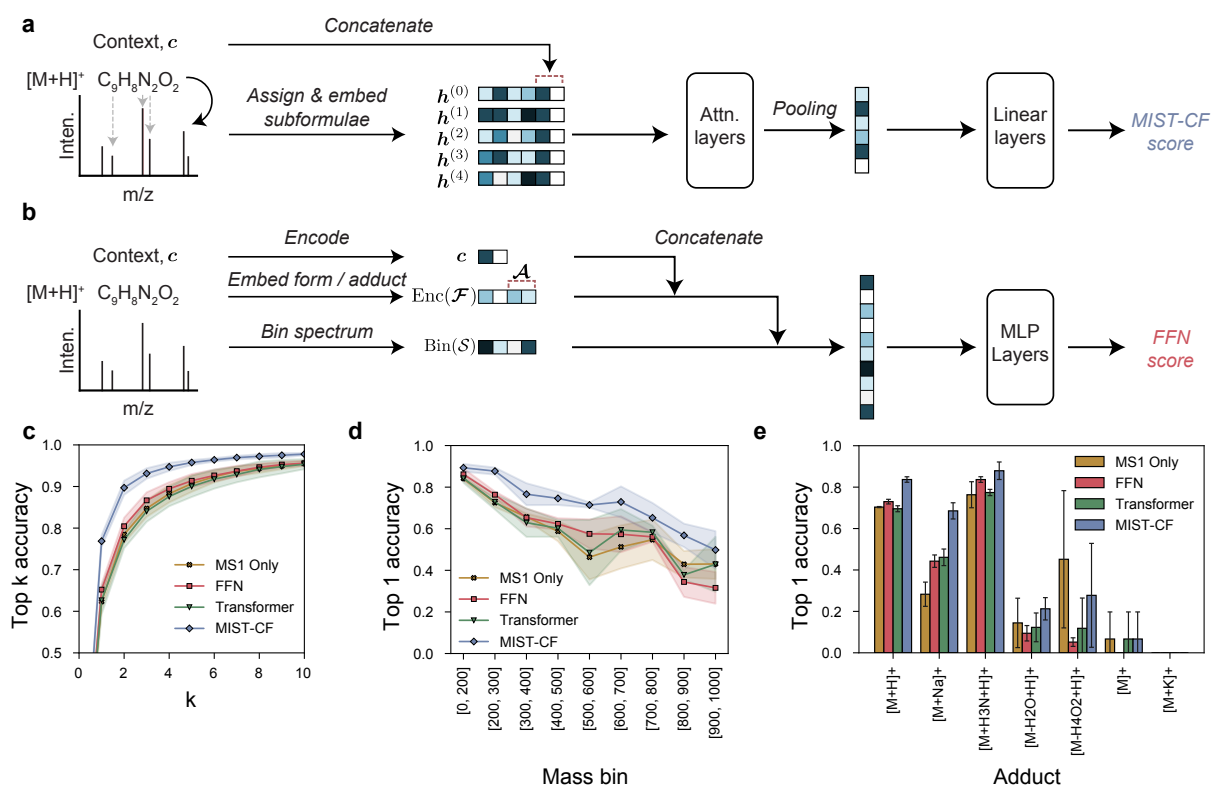 a
Concatenate
Context, c
[M+H]⁺ C₉H₈N₂O₂
Assign & embed
subformulae
Inten.
m/z
h⁽⁰⁾
h⁽¹⁾
h⁽²⁾
h⁽³⁾
h⁽⁴⁾
Attn.
layers
Pooling
Linear
layers
MIST-CF
score
b
Context, c
Encode
c
Concatenate
[M+H]⁺ C₉H₈N₂O₂
Embed form / adduct
𝒜
Enc(ℱ)
Bin spectrum
Bin(𝒮)
Inten.
m/z
MLP
Layers
FFN
score
c
Top k accuracy
1.0
0.9
0.8
0.7
0.6
0.5
0
2
4
6
8
10
k
MS1 Only
FFN
Transformer
MIST-CF
d
Top 1 accuracy
1.0
0.8
0.6
0.4
0.2
0.0
MS1 Only
FFN
Transformer
MIST-CF
[0, 200]
[200, 300]
[300, 400]
[400, 500]
[500, 600]
[600, 700]
[700, 800]
[800, 900]
[900, 1000]
Mass bin
e
Top 1 accuracy
1.0
0.8
0.6
0.4
0.2
0.0
MS1 Only
FFN
Transformer
MIST-CF
[M+H]+
[M+Na]+
[M+H3N+H]+
[M-H2O+H]+
[M-H4O2+H]+
[M]+
[M+K]+
Adduct